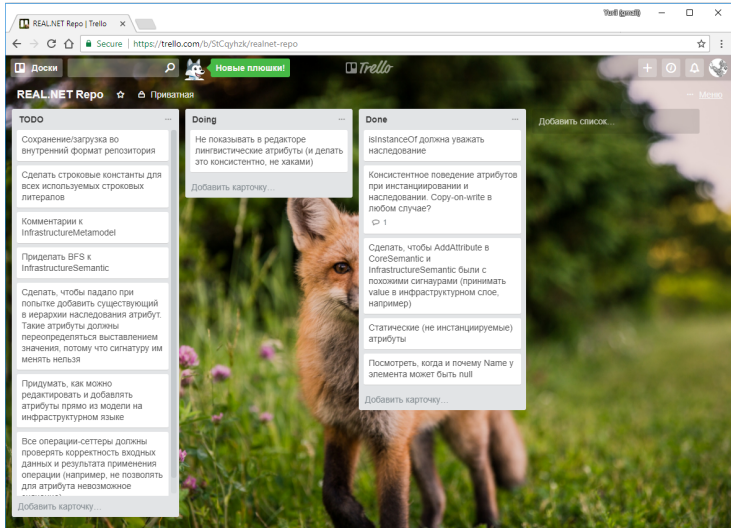 REAL.NET Repo | Trello
Yurii (gmail)
Secure | https://trello.com/b/StCqyhzk/realnet-repo
Доски
Новые плюшки!
Trello
REAL.NET Repo
Приватная
Меню
TODO
Сохранение/загрузка во
внутренний формат репозитория
Сделать строковые константы для
всех используемых строковых
литералов
Комментарии к
InfrastructureMetamodel
Приделать BFS к
InfrastructureSemantic
Сделать, чтобы падало при
попытке добавить существующий
в иерархии наследования атрибут.
Такие атрибуты должны
переопределяться выставлением
значения, потому что сигнатуру им
менять нельзя
Придумать, как можно
редактировать и добавлять
атрибуты прямо из модели на
инфраструктурном языке
Все операции-сеттеры должны
проверять корректность входных
данных и результата применения
операции (например, не позволять
для атрибута невозможное
Добавить карточку…
Doing
Не показывать в редакторе
лингвистические атрибуты (и делать
это консистентно, не хаками)
Добавить карточку…
Done
isInstanceOf должна уважать
наследование
Консистентное поведение атрибутов
при инстанциировании и
наследовании. Copy-on-write в
любом случае?
1
Сделать, чтобы AddAttribute в
CoreSemantic и
InfrastructureSemantic были с
похожими сигнаурами (принимать
value в инфраструктурном слое,
например)
Статические (не инстанциируемые)
атрибуты
Посмотреть, когда и почему Name у
элемента может быть null
Добавить карточку…
Добавить список…